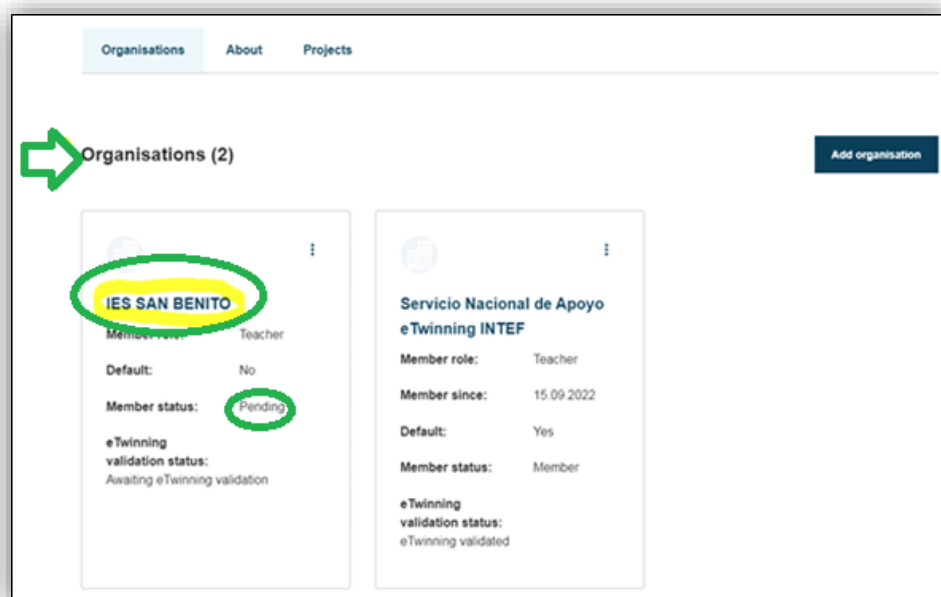 Organisations About Projects
Organisations (2)
Add organisation
IES SAN BENITO
Member role: Teacher
Default: No
Member status: Pending
eTwinning
validation status:
Awaiting eTwinning validation
Servicio Nacional de Apoyo
eTwinning INTEF
Member role: Teacher
Member since: 15.09.2022
Default: Yes
Member status: Member
eTwinning
validation status:
eTwinning validated